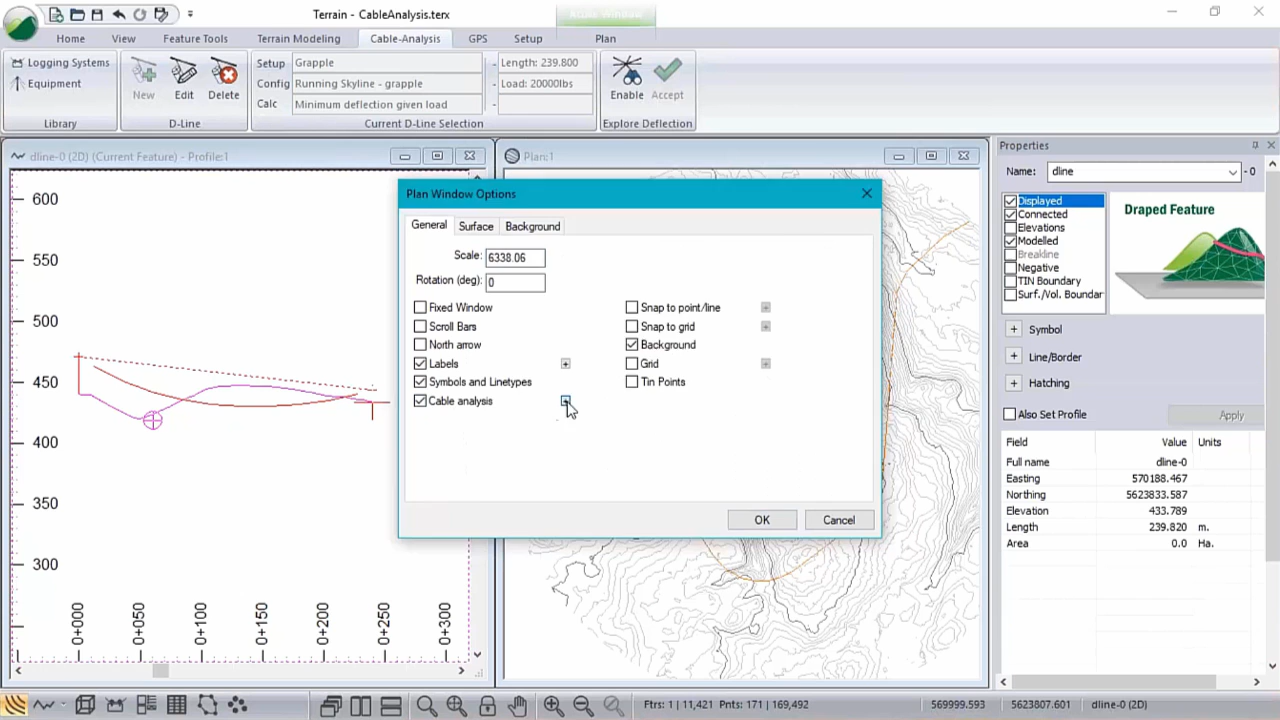 Terrain - CableAnalysis.terx
Home View Feature Tools Terrain Modeling Cable-Analysis GPS Setup Plan
Logging Systems
Equipment
Library
New Edit Delete
D-Line
Setup Grapple - Length: 239.800
Config Running Skyline - grapple - Load: 20000lbs
Calc Minimum deflection given load -
Current D-Line Selection
Enable Accept
Explore Deflection
dline-0 (2D) (Current Feature) - Profile:1
600
550
500
450
400
350
300
0+000 0+050 0+100 0+150 0+200 0+250 0+300
Plan:1
Plan Window Options
General Surface Background
Scale: 6338.06
Rotation (deg): 0
Fixed Window
Scroll Bars
North arrow
Labels
Symbols and Linetypes
Cable analysis
Snap to point/line
Snap to grid
Background
Grid
Tin Points
OK Cancel
Properties
Name: dline - 0
Displayed
Connected
Elevations
Modelled
Breakline
Negative
TIN Boundary
Surf./Vol. Boundar
Draped Feature
Symbol
Line/Border
Hatching
Also Set Profile Apply
Field Value Units
Full name dline-0
Easting 570188.467
Northing 5623833.587
Elevation 433.789
Length 239.820 m.
Area 0.0 Ha.
Ftrs: 1 | 11,421 Pnts: 171 | 169,492 569999.593 5623807.601 dline-0 (2D)